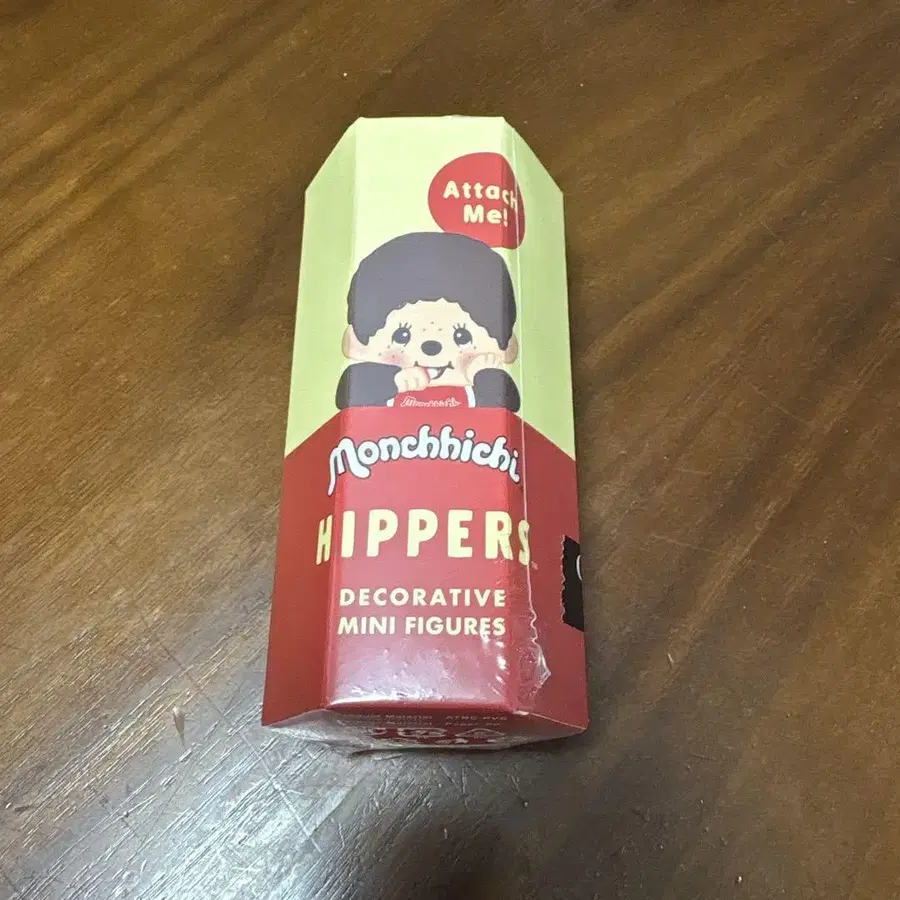 Attach
Me!
Monchhichi
HIPPERS
DECORATIVE
MINI FIGURES